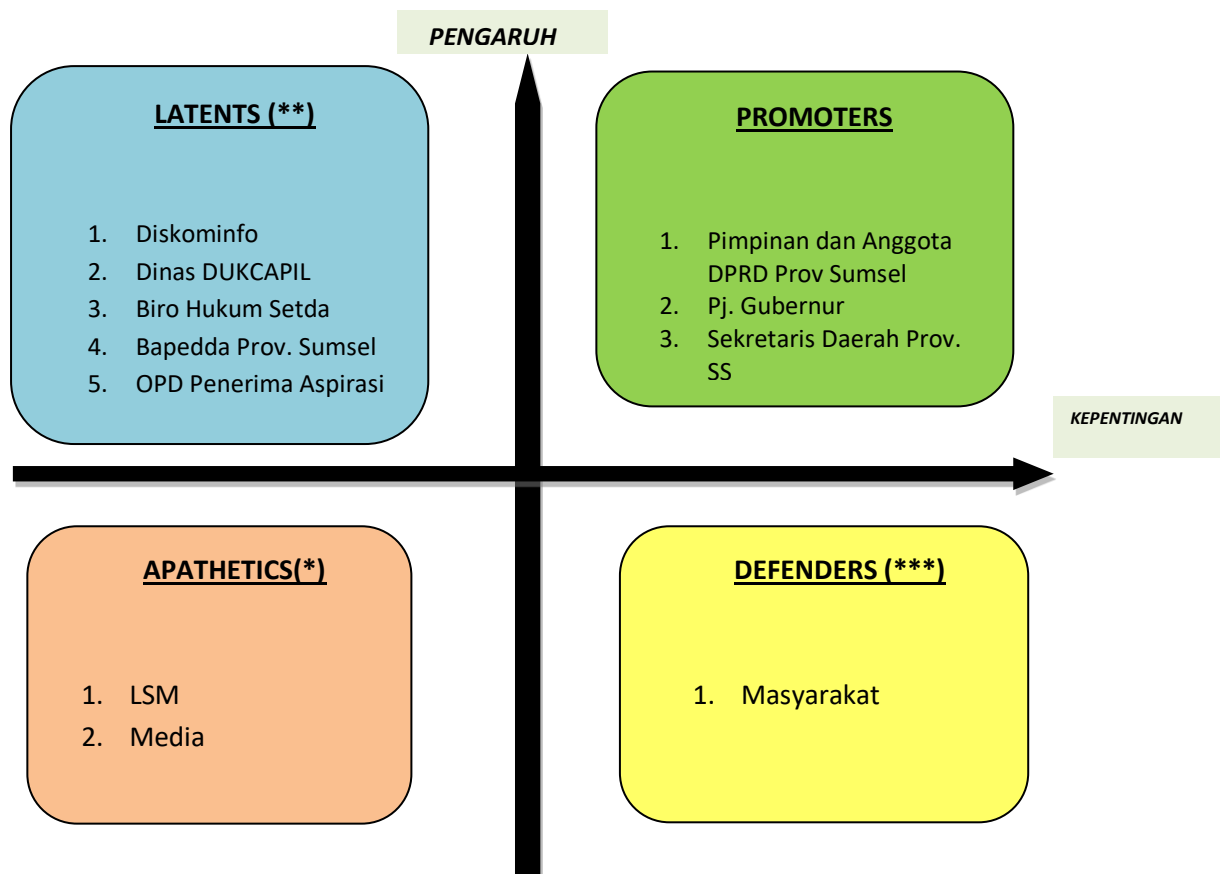 PENGARUH
LATENTS (**)
1. Diskominfo
2. Dinas DUKCAPIL
3. Biro Hukum Setda
4. Bapedda Prov. Sumsel
5. OPD Penerima Aspirasi
PROMOTERS
1. Pimpinan dan Anggota
DPRD Prov Sumsel
2. Pj. Gubernur
3. Sekretaris Daerah Prov.
SS
KEPENTINGAN
APATHETICS(*)
1. LSM
2. Media
DEFENDERS (***)
1. Masyarakat